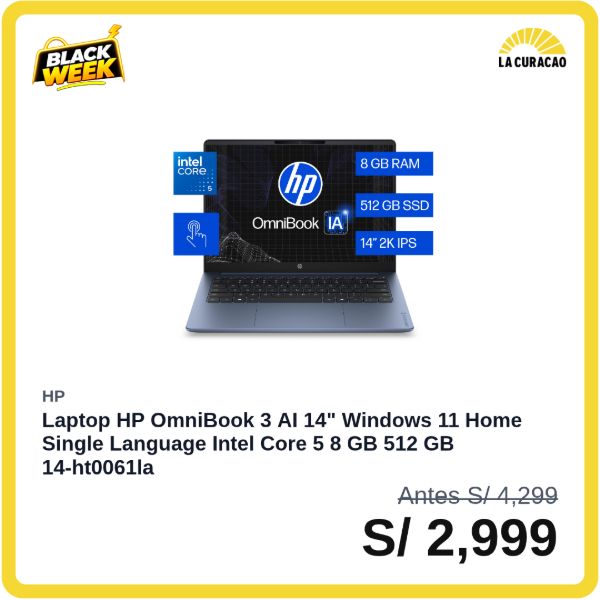 BLACK
WEEK
LA CURACAO
intel
CORE
5
hp
OmniBook IA
8 GB RAM
512 GB SSD
14" 2K IPS
HP
Laptop HP OmniBook 3 AI 14" Windows 11 Home
Single Language Intel Core 5 8 GB 512 GB
14-ht0061la
Antes S/ 4,299
S/ 2,999